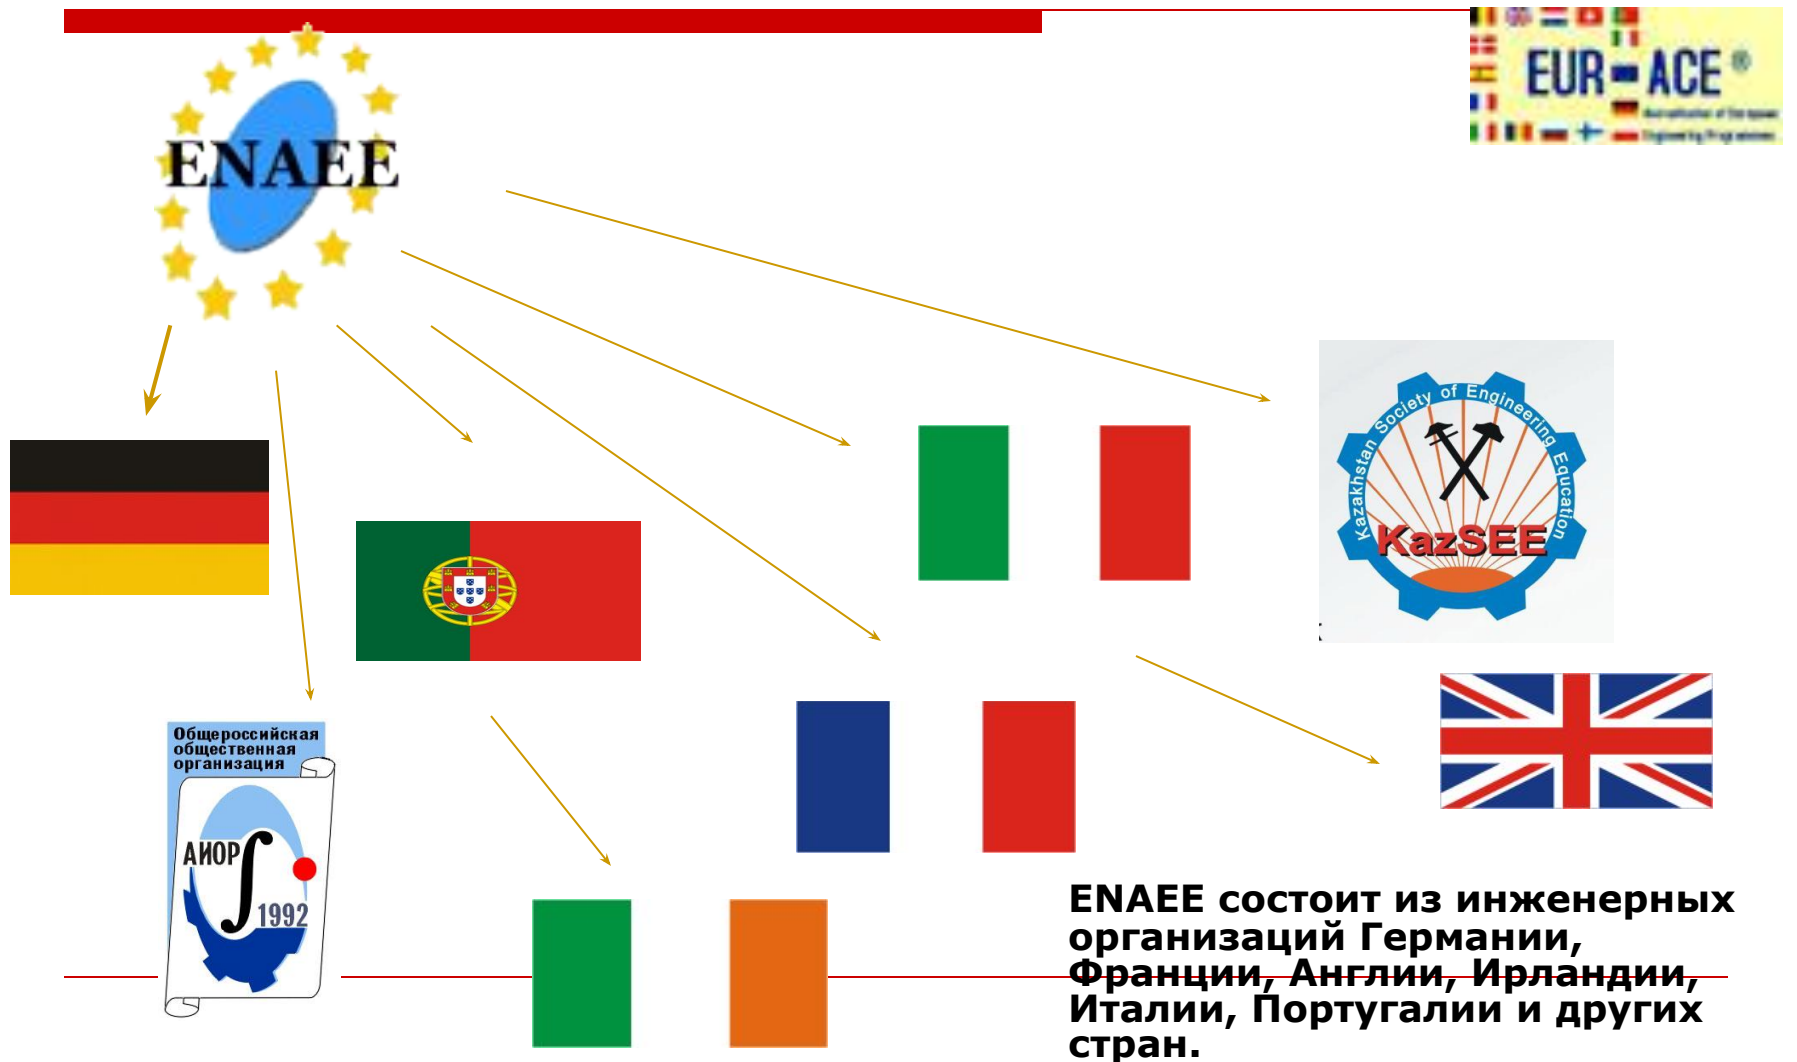 ENAEE
EUR ACE ®
Kazakhstan Society of Engineering Equcation
KazSEE
Общероссийская
общественная
организация
АИОР
1992
ENAEE состоит из инженерных
организаций Германии,
Франции, Англии, Ирландии,
Италии, Португалии и других
стран.